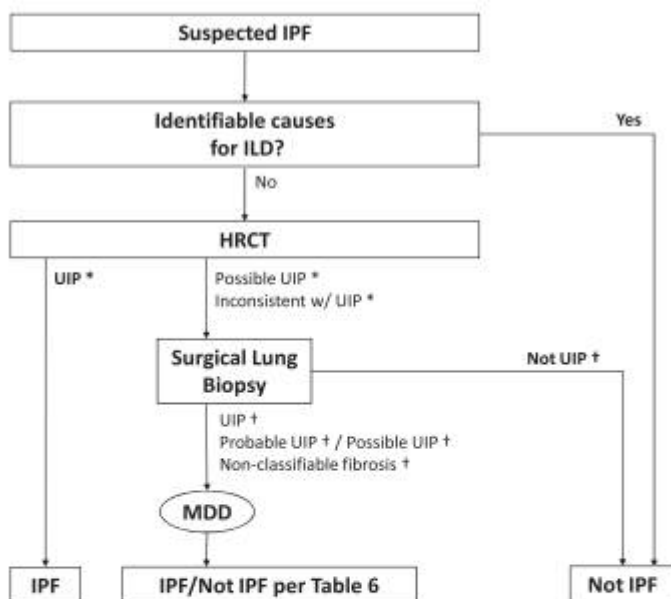 Suspected IPF
Identifiable causes
for ILD?
Yes
No
HRCT
UIP *
Possible UIP *
Inconsistent w/ UIP *
Surgical Lung
Biopsy
Not UIP †
UIP †
Probable UIP † / Possible UIP †
Non-classifiable fibrosis †
MDD
IPF
IPF/Not IPF per Table 6
Not IPF